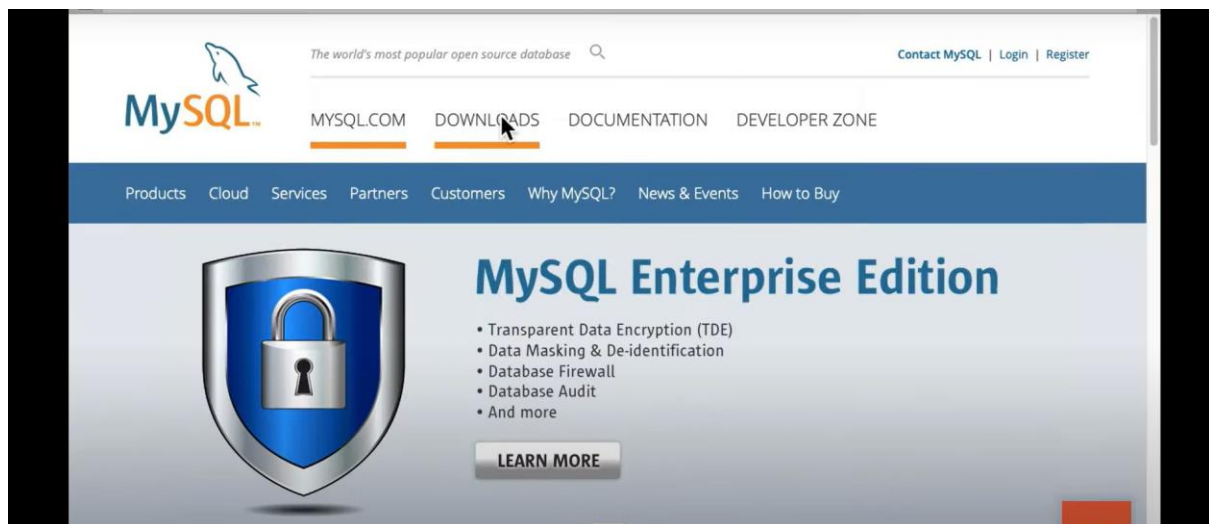 The world's most popular open source database
Contact MySQL | Login | Register
MySQL™
MYSQL.COM DOWNLOADS DOCUMENTATION DEVELOPER ZONE
Products Cloud Services Partners Customers Why MySQL? News & Events How to Buy
MySQL Enterprise Edition
• Transparent Data Encryption (TDE)
• Data Masking & De-identification
• Database Firewall
• Database Audit
• And more
LEARN MORE